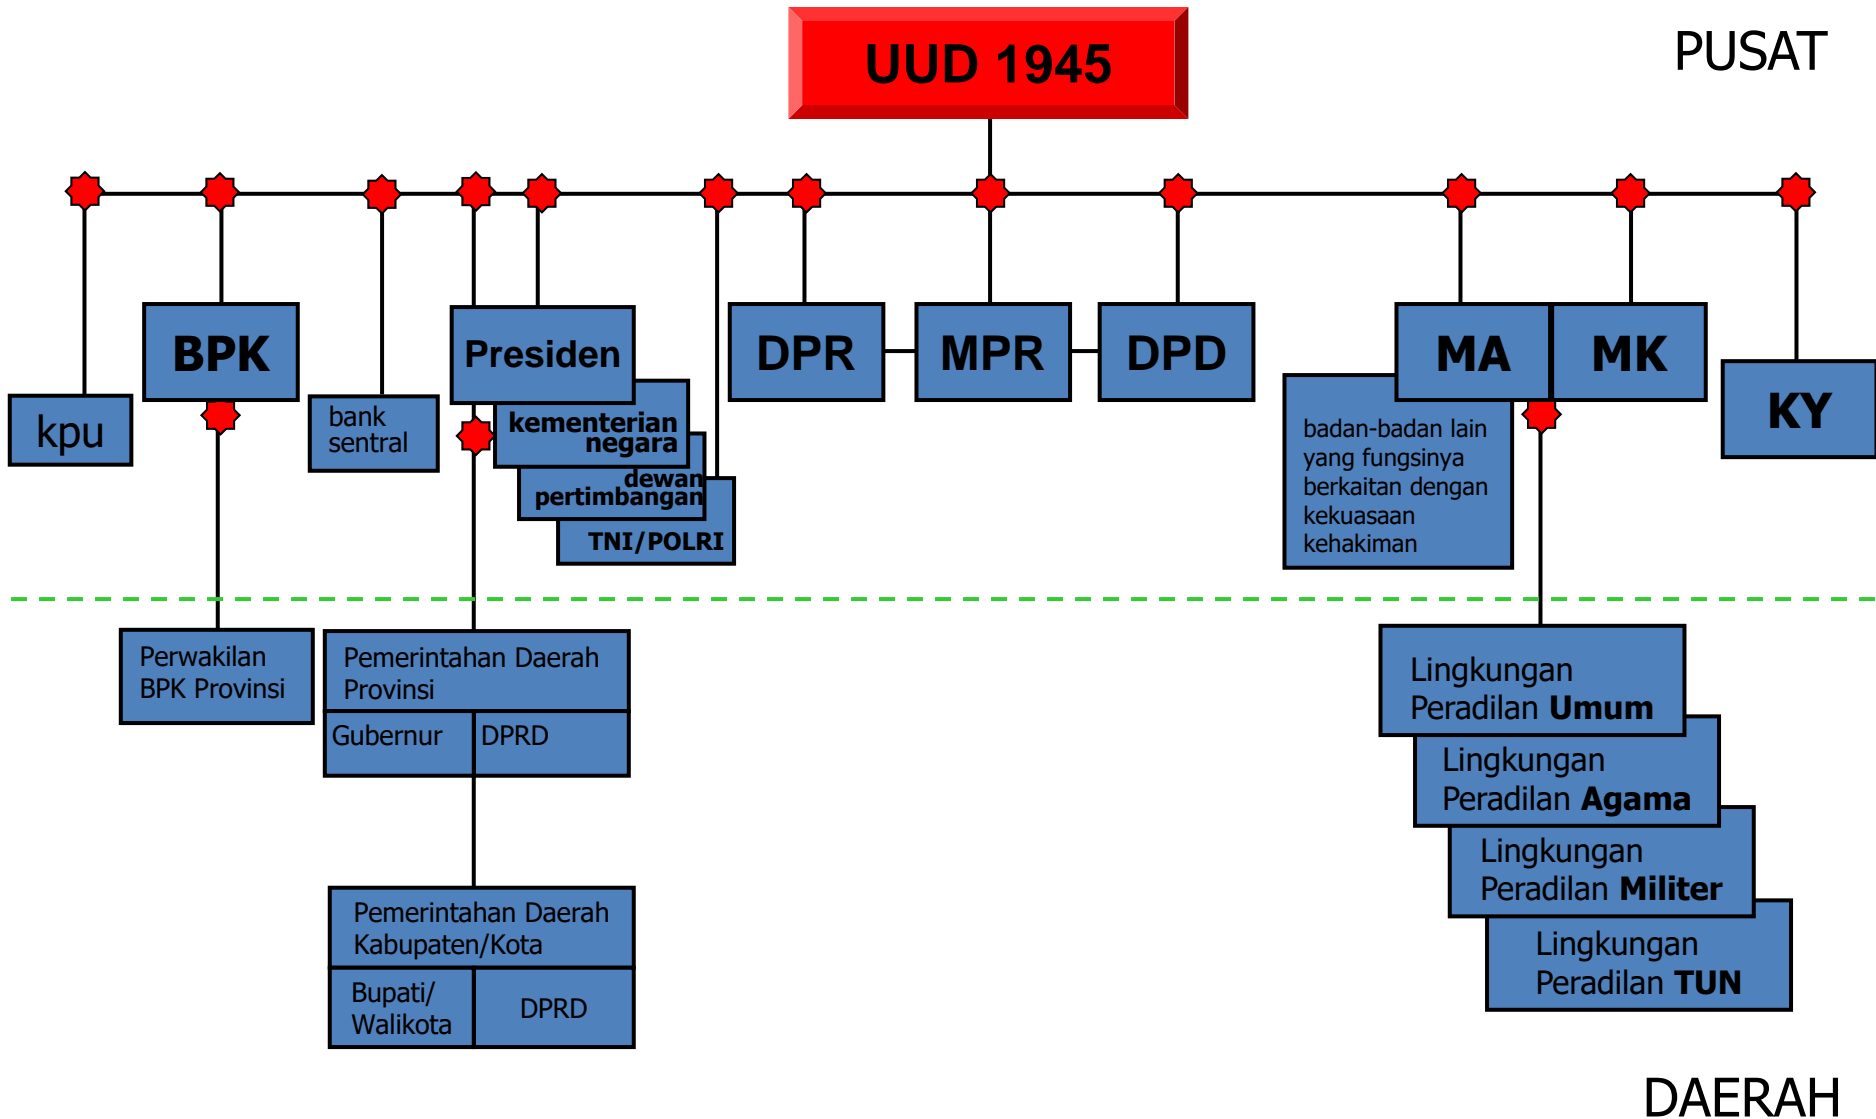 UUD 1945
PUSAT
kpu
BPK
bank
sentral
Presiden
kementerian
negara
dewan
pertimbangan
TNI/POLRI
DPR
MPR
DPD
MA
MK
KY
badan-badan lain
yang fungsinya
berkaitan dengan
kekuasaan
kehakiman
Perwakilan
BPK Provinsi
Pemerintahan Daerah
Provinsi
Gubernur
DPRD
Pemerintahan Daerah
Kabupaten/Kota
Bupati/
Walikota
DPRD
Lingkungan
Peradilan Umum
Lingkungan
Peradilan Agama
Lingkungan
Peradilan Militer
Lingkungan
Peradilan TUN
DAERAH